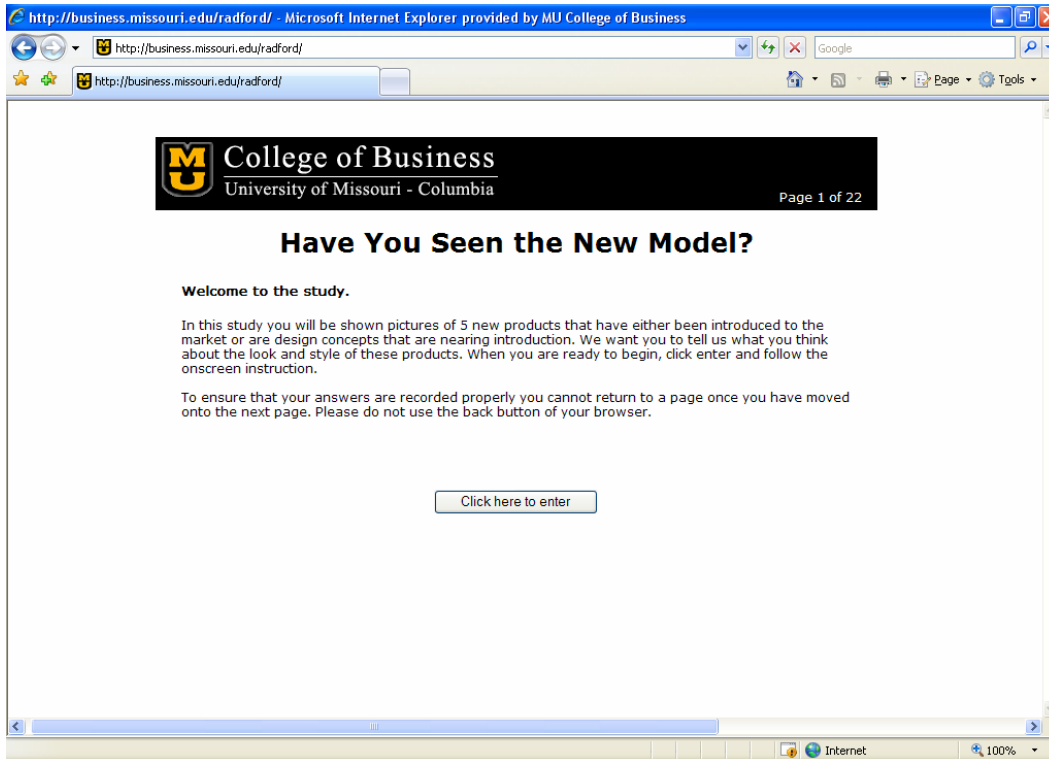 http://business.missouri.edu/radford/ - Microsoft Internet Explorer provided by MU College of Business
http://business.missouri.edu/radford/
Google
http://business.missouri.edu/radford/
Page
Tools
MU
College of Business
University of Missouri - Columbia
Page 1 of 22
Have You Seen the New Model?
Welcome to the study.
In this study you will be shown pictures of 5 new products that have either been introduced to the
market or are design concepts that are nearing introduction. We want you to tell us what you think
about the look and style of these products. When you are ready to begin, click enter and follow the
onscreen instruction.
To ensure that your answers are recorded properly you cannot return to a page once you have moved
onto the next page. Please do not use the back button of your browser.
Click here to enter
Internet
100%